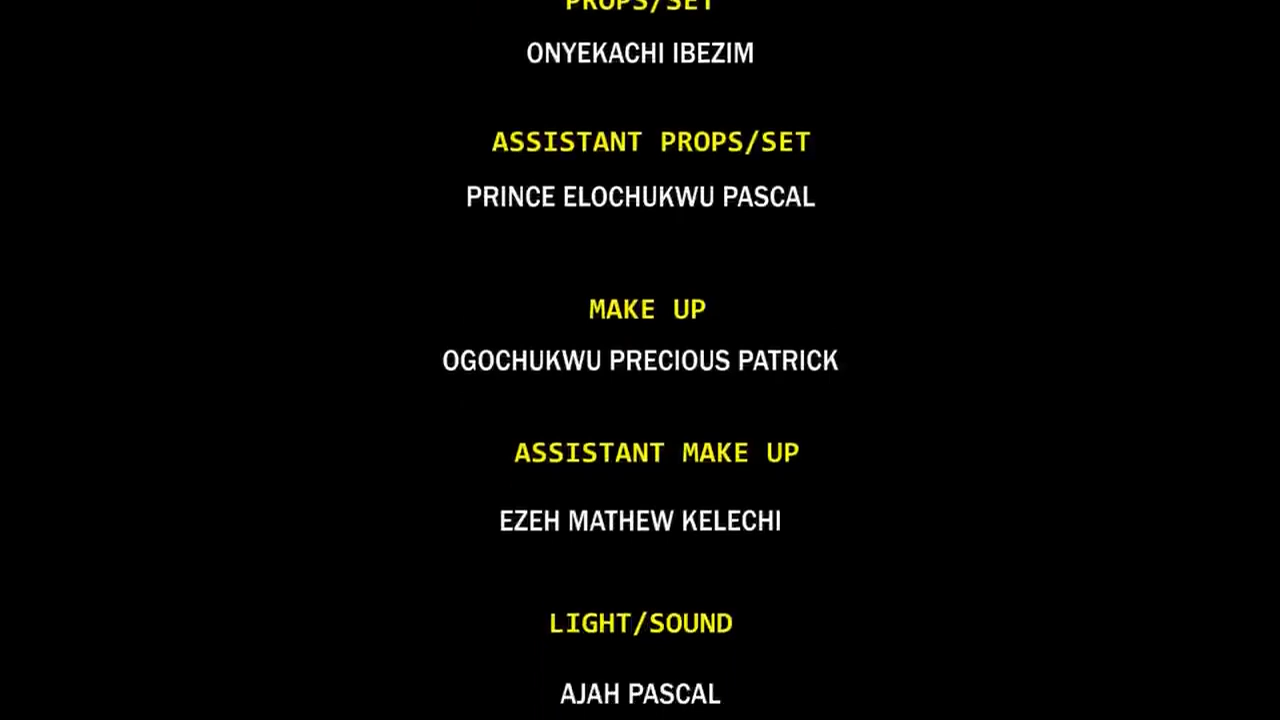 PROPS/SET
ONYEKACHI IBEZIM
ASSISTANT PROPS/SET
PRINCE ELOCHUKWU PASCAL
MAKE UP
OGOCHUKWU PRECIOUS PATRICK
ASSISTANT MAKE UP
EZEH MATHEW KELECHI
LIGHT/SOUND
AJAH PASCAL